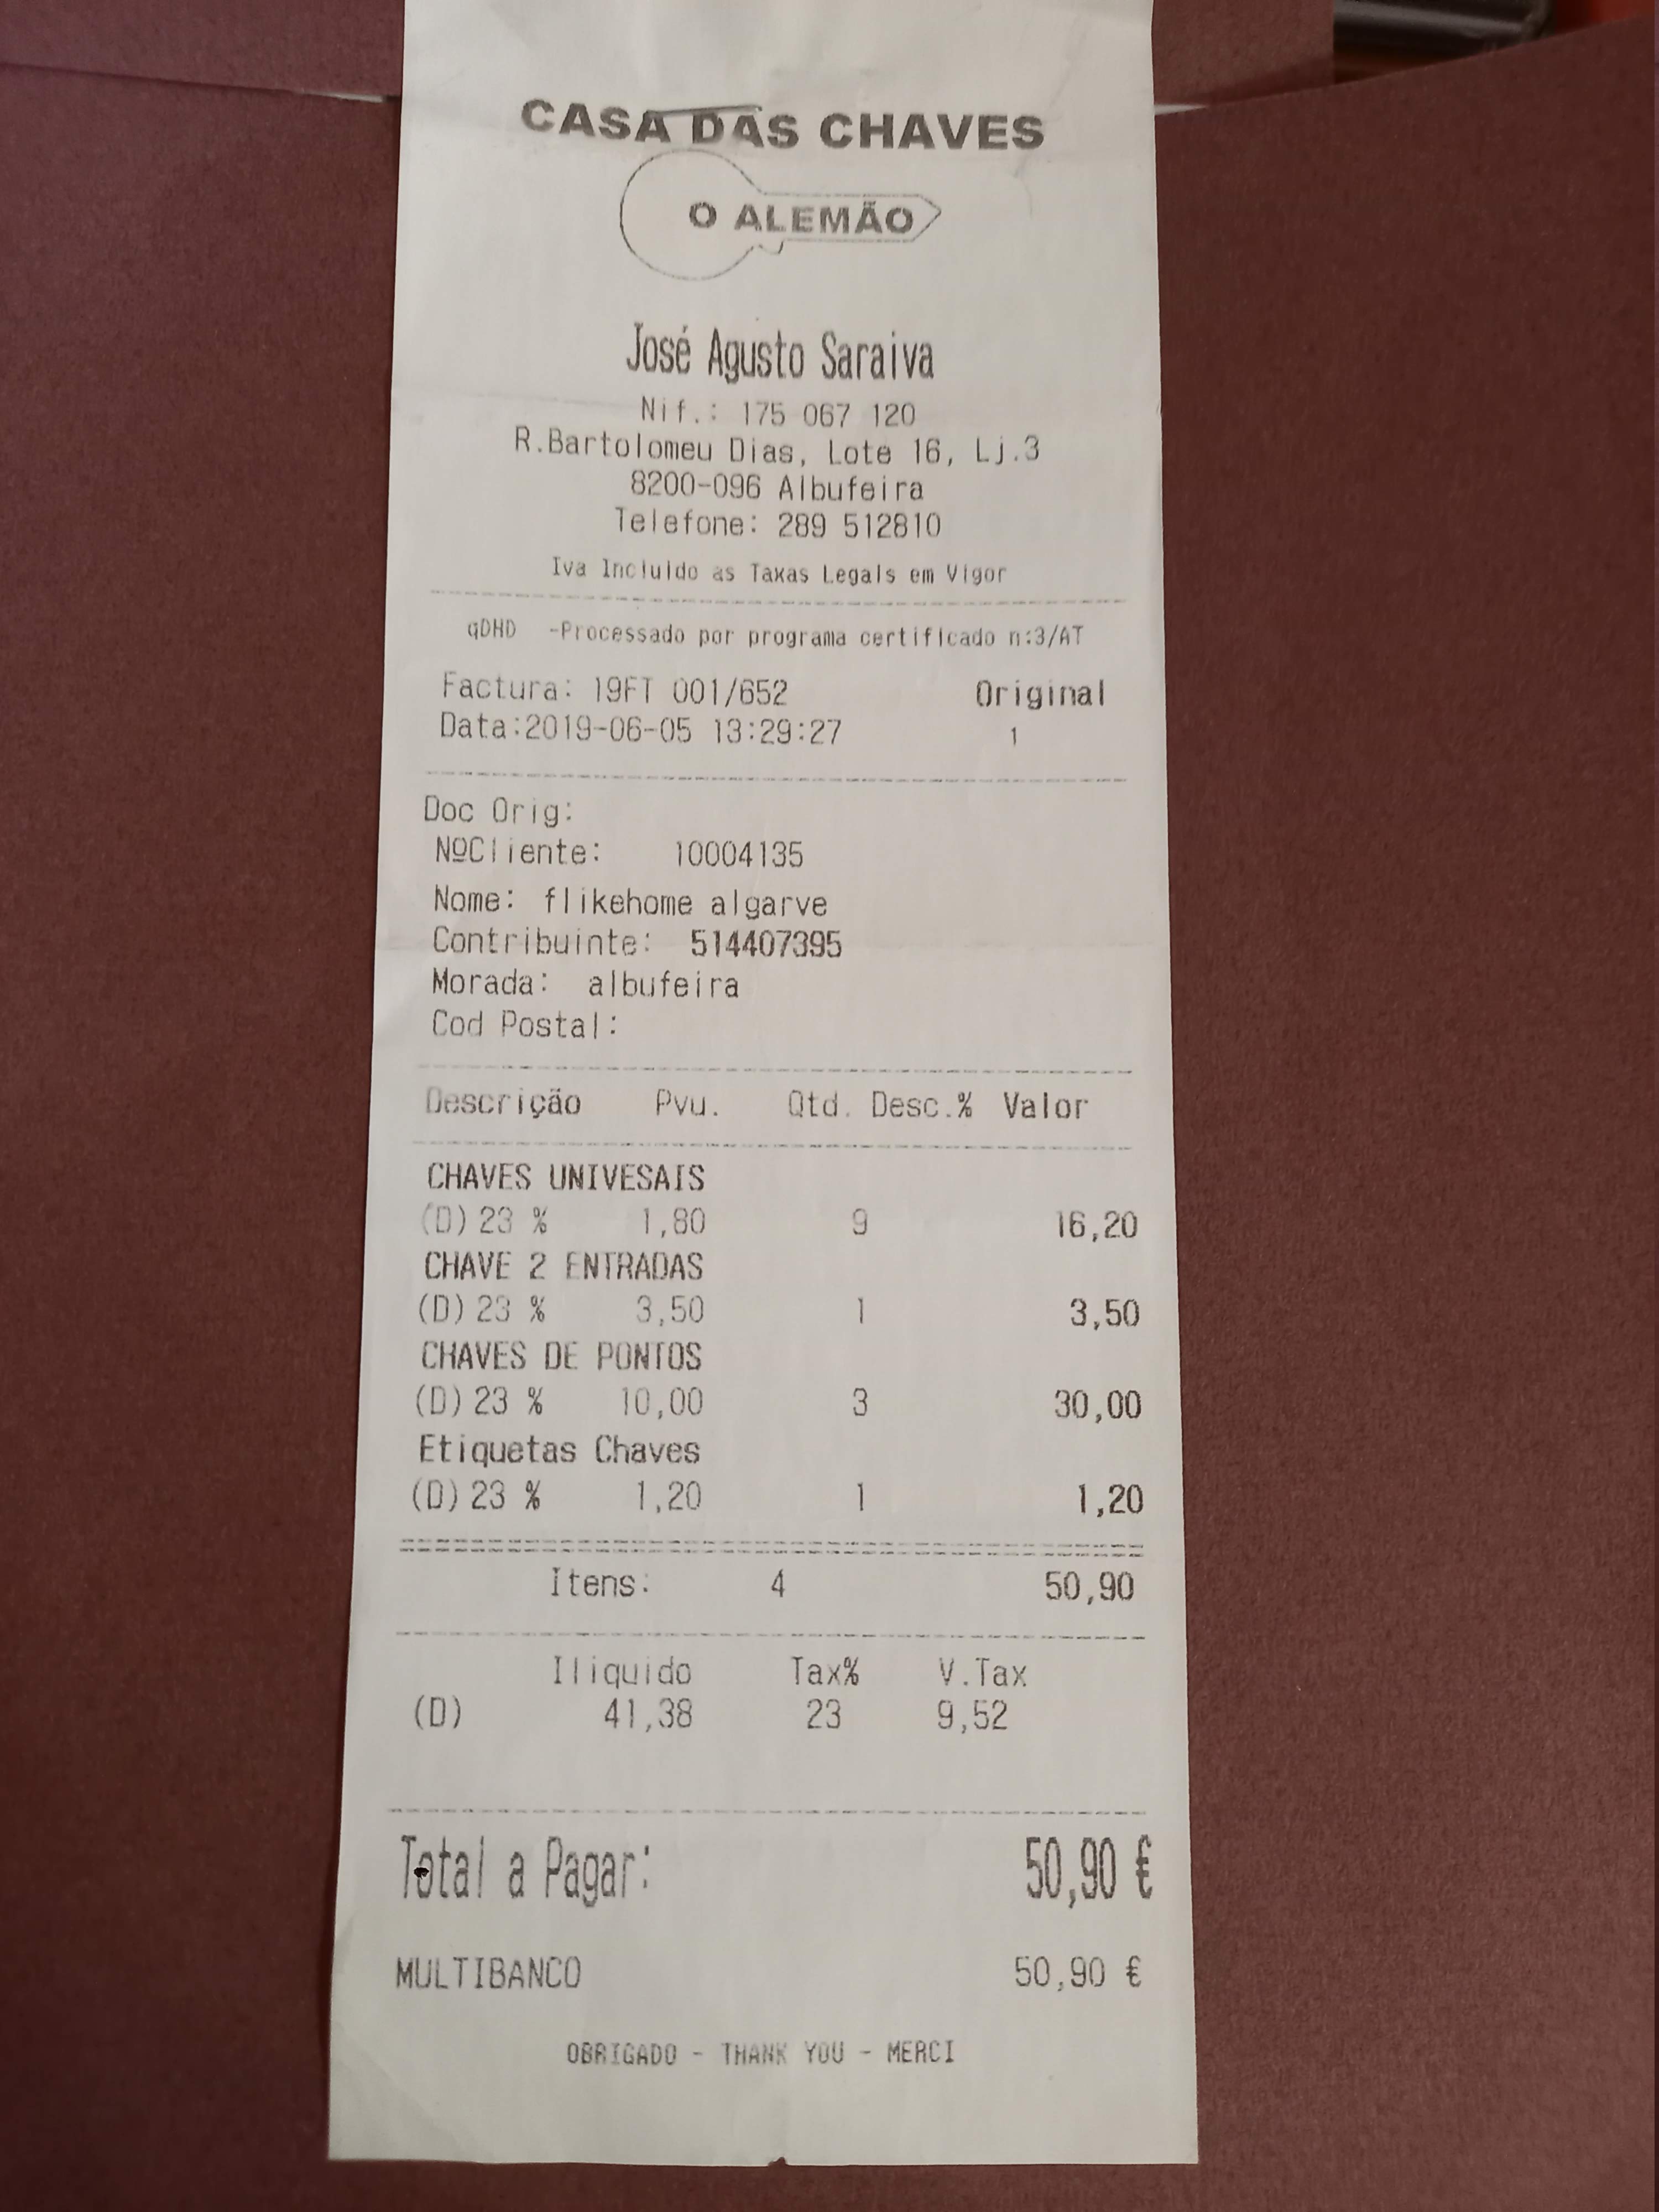 CASA DAS CHAVES
O ALEMÃO
José Agusto Saraiva
Nif.: 175 067 120
R.Bartolomeu Dias, Lote 16, Lj.3
8200-096 Albufeira
Telefone: 289 512810
Iva Incluido as Taxas Legais em Vigor
qDHD -Processado por programa certificado n:3/AT
Factura: 19FT 001/652 Original
Data:2019-06-05 13:29:27 1
Doc Orig:
NºCliente: 10004135
Nome: flikehome algarve
Contribuinte: 514407395
Morada: albufeira
Cod Postal:
Descrição Pvu. Qtd. Desc.% Valor
CHAVES UNIVESAIS
(D) 23 % 1,80 9 16,20
CHAVE 2 ENTRADAS
(D) 23 % 3,50 1 3,50
CHAVES DE PONTOS
(D) 23 % 10,00 3 30,00
Etiquetas Chaves
(D) 23 % 1,20 1 1,20
Itens: 4 50,90
Iliquido Tax% V.Tax
(D) 41,38 23 9,52
Total a Pagar: 50,90 €
MULTIBANCO 50,90 €
OBRIGADO - THANK YOU - MERCI